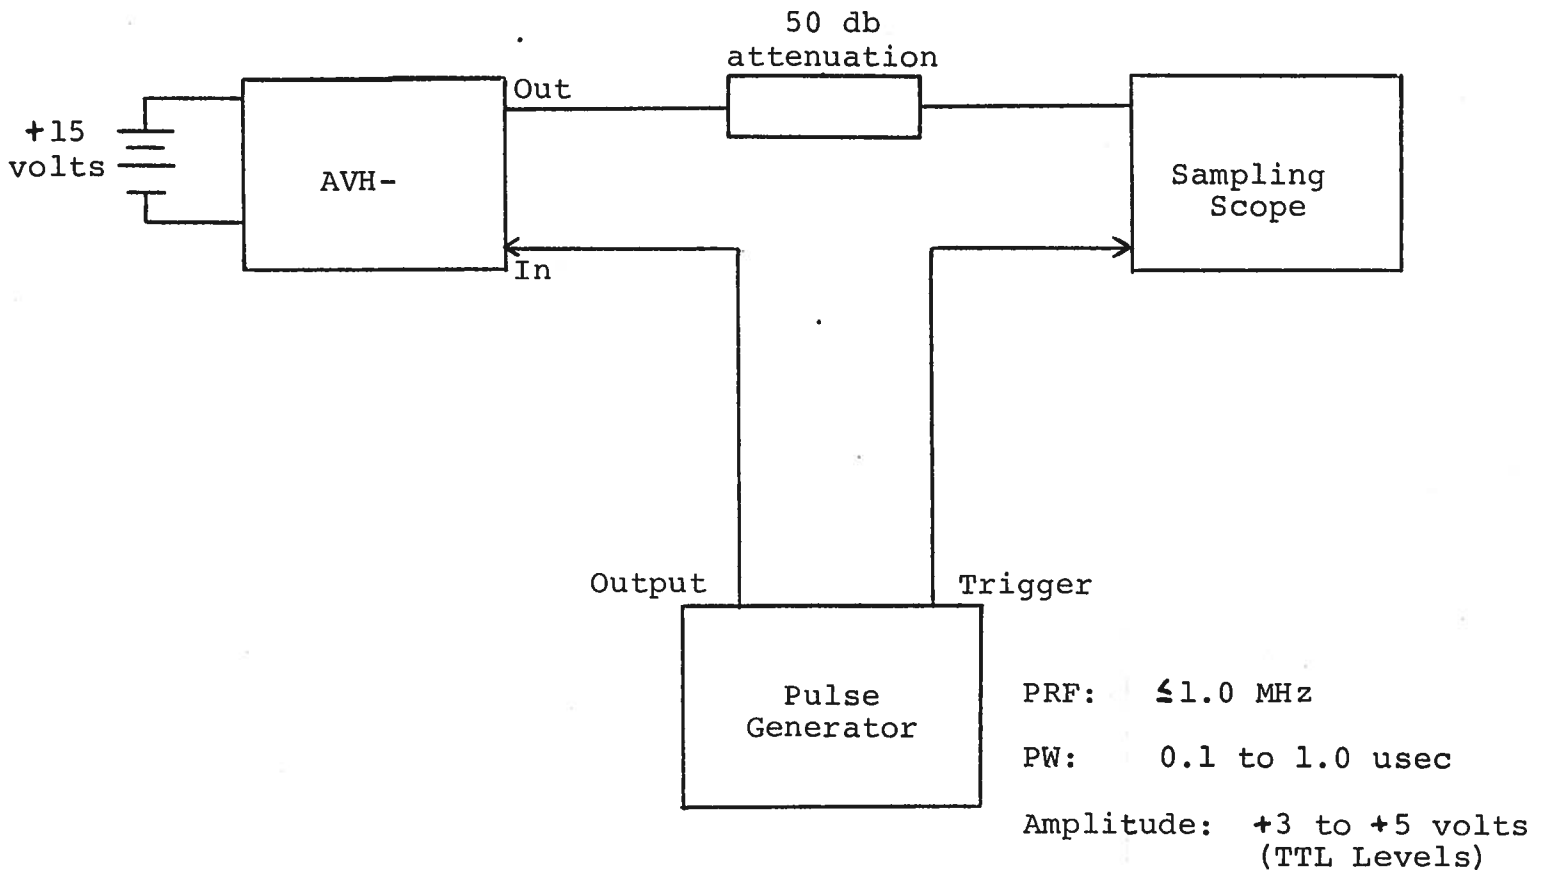 50 db
attenuation
Out
+15
volts
AVH-
Sampling
Scope
In
Output
Trigger
Pulse
Generator
PRF: ≤1.0 MHz
PW: 0.1 to 1.0 usec
Amplitude: +3 to +5 volts
(TTL Levels)